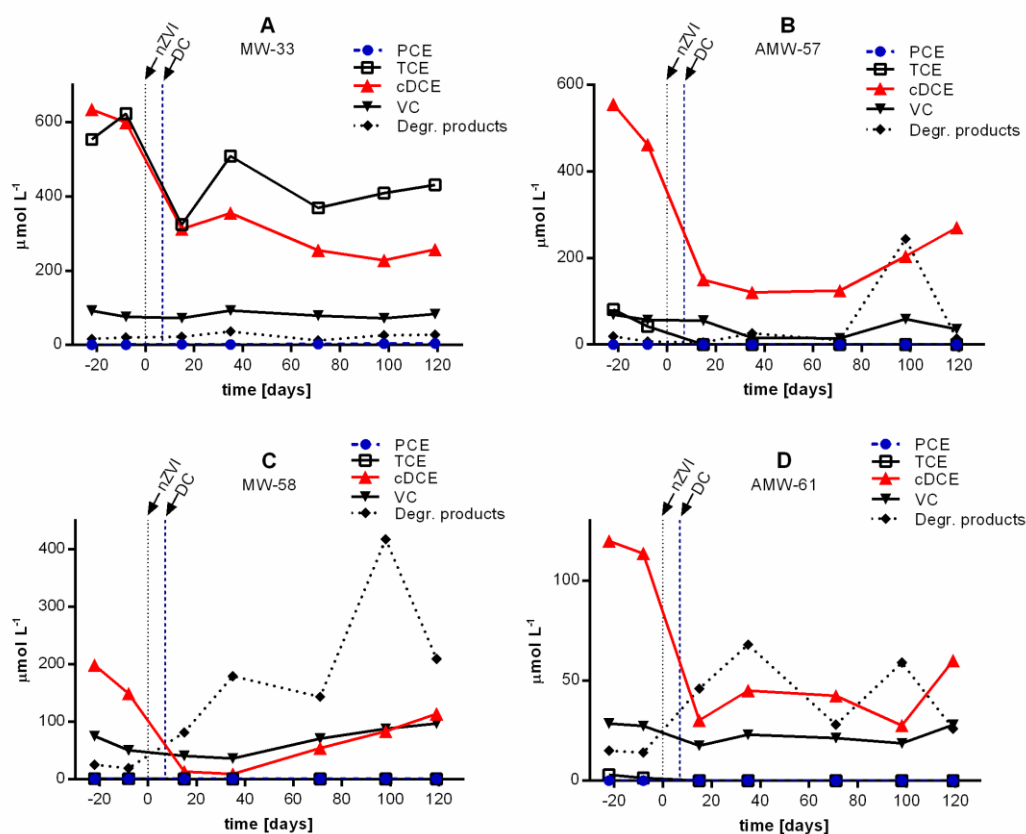 A
MW-33
nZVI
DC
PCE
TCE
cDCE
VC
Degr. products
µmol L-1
600
400
200
0
-20 0 20 40 60 80 100 120
time [days]
B
AMW-57
nZVI
DC
PCE
TCE
cDCE
VC
Degr. products
µmol L-1
600
400
200
0
-20 0 20 40 60 80 100 120
time [days]
C
MW-58
nZVI
DC
PCE
TCE
cDCE
VC
Degr. products
µmol L-1
400
300
200
100
0
-20 0 20 40 60 80 100 120
time [days]
D
AMW-61
nZVI
DC
PCE
TCE
cDCE
VC
Degr. products
µmol L-1
100
50
0
-20 0 20 40 60 80 100 120
time [days]